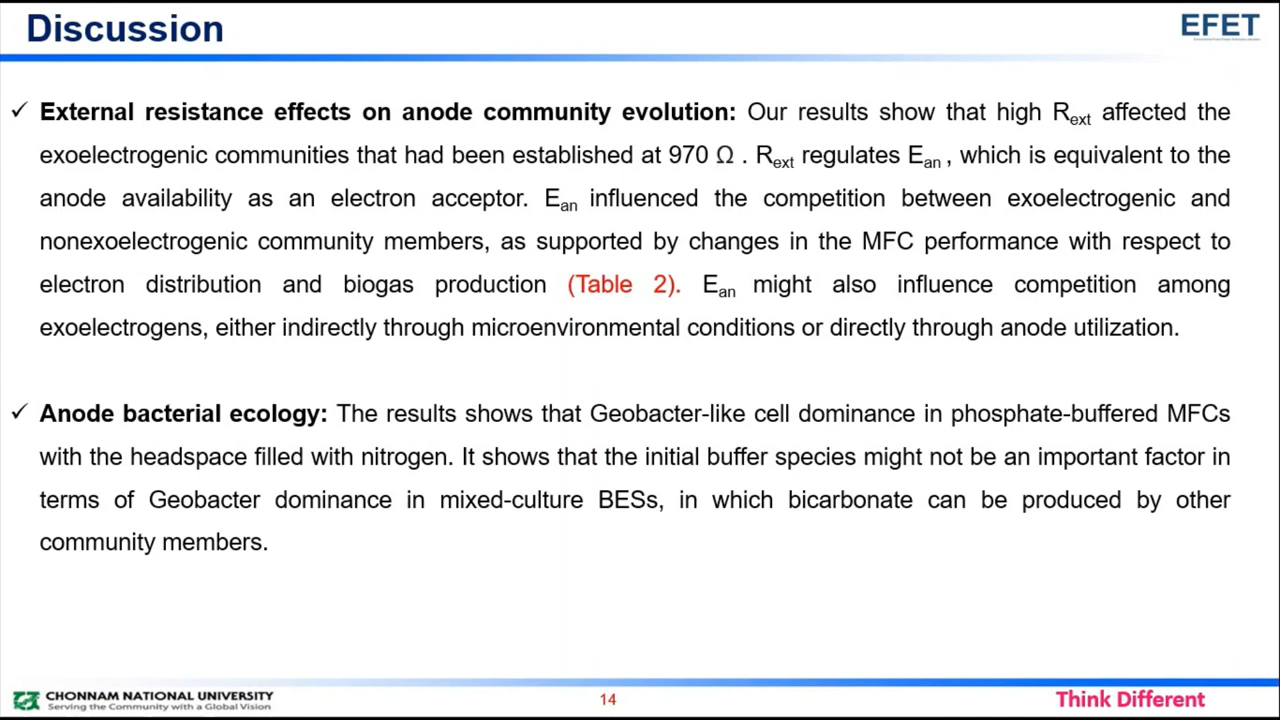 Discussion
EFET
✓ External resistance effects on anode community evolution: Our results show that high Rext affected the
exoelectrogenic communities that had been established at 970 Ω . Rext regulates Ean , which is equivalent to the
anode availability as an electron acceptor. Ean influenced the competition between exoelectrogenic and
nonexoelectrogenic community members, as supported by changes in the MFC performance with respect to
electron distribution and biogas production (Table 2). Ean might also influence competition among
exoelectrogens, either indirectly through microenvironmental conditions or directly through anode utilization.
✓ Anode bacterial ecology: The results shows that Geobacter-like cell dominance in phosphate-buffered MFCs
with the headspace filled with nitrogen. It shows that the initial buffer species might not be an important factor in
terms of Geobacter dominance in mixed-culture BESs, in which bicarbonate can be produced by other
community members.
CHONNAM NATIONAL UNIVERSITY
Serving the Community with a Global Vision
14
Think Different